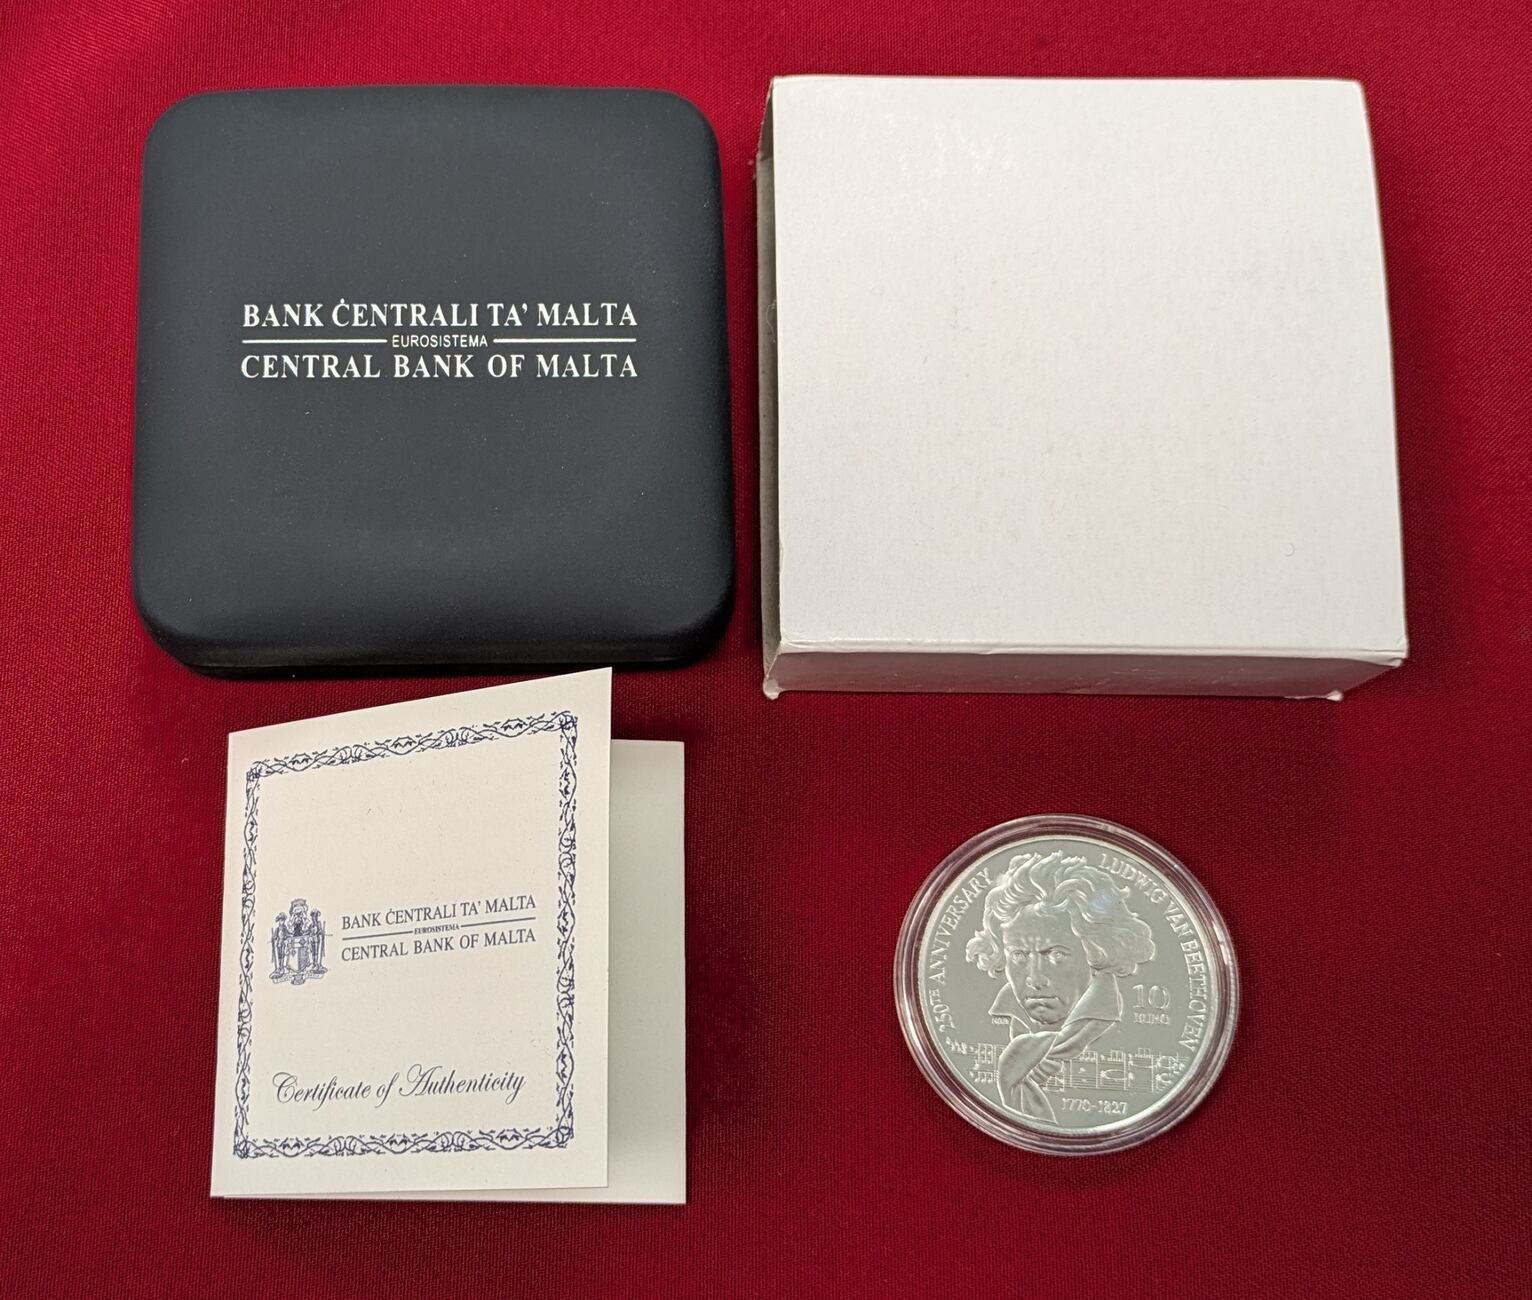 BANK ĊENTRALI TA' MALTA
EUROSISTEMA
CENTRAL BANK OF MALTA
BANK ĊENTRALI TA' MALTA
EUROSISTEMA
CENTRAL BANK OF MALTA
Certificate of Authenticity
250TH ANNIVERSARY
LUDWIG VAN BEETHOVEN
10
EURO
1770-1827